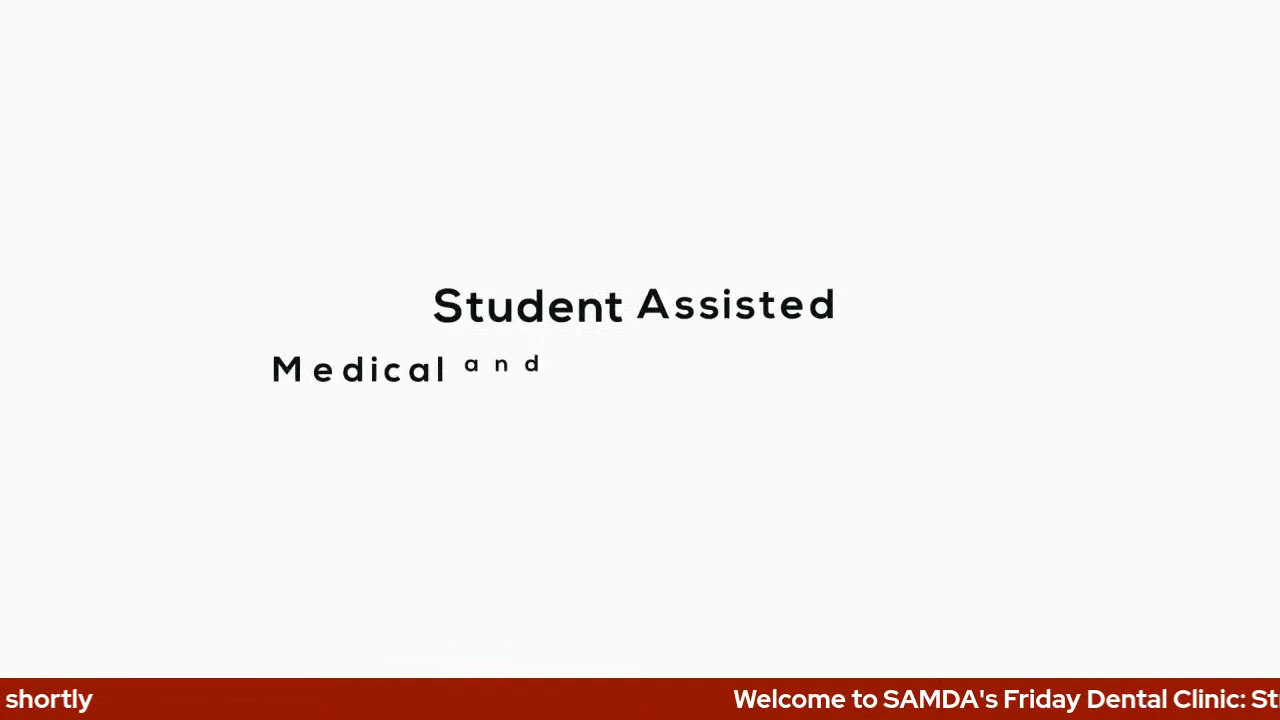 Student Assisted
Medical and
shortly
Welcome to SAMDA's Friday Dental Clinic: St